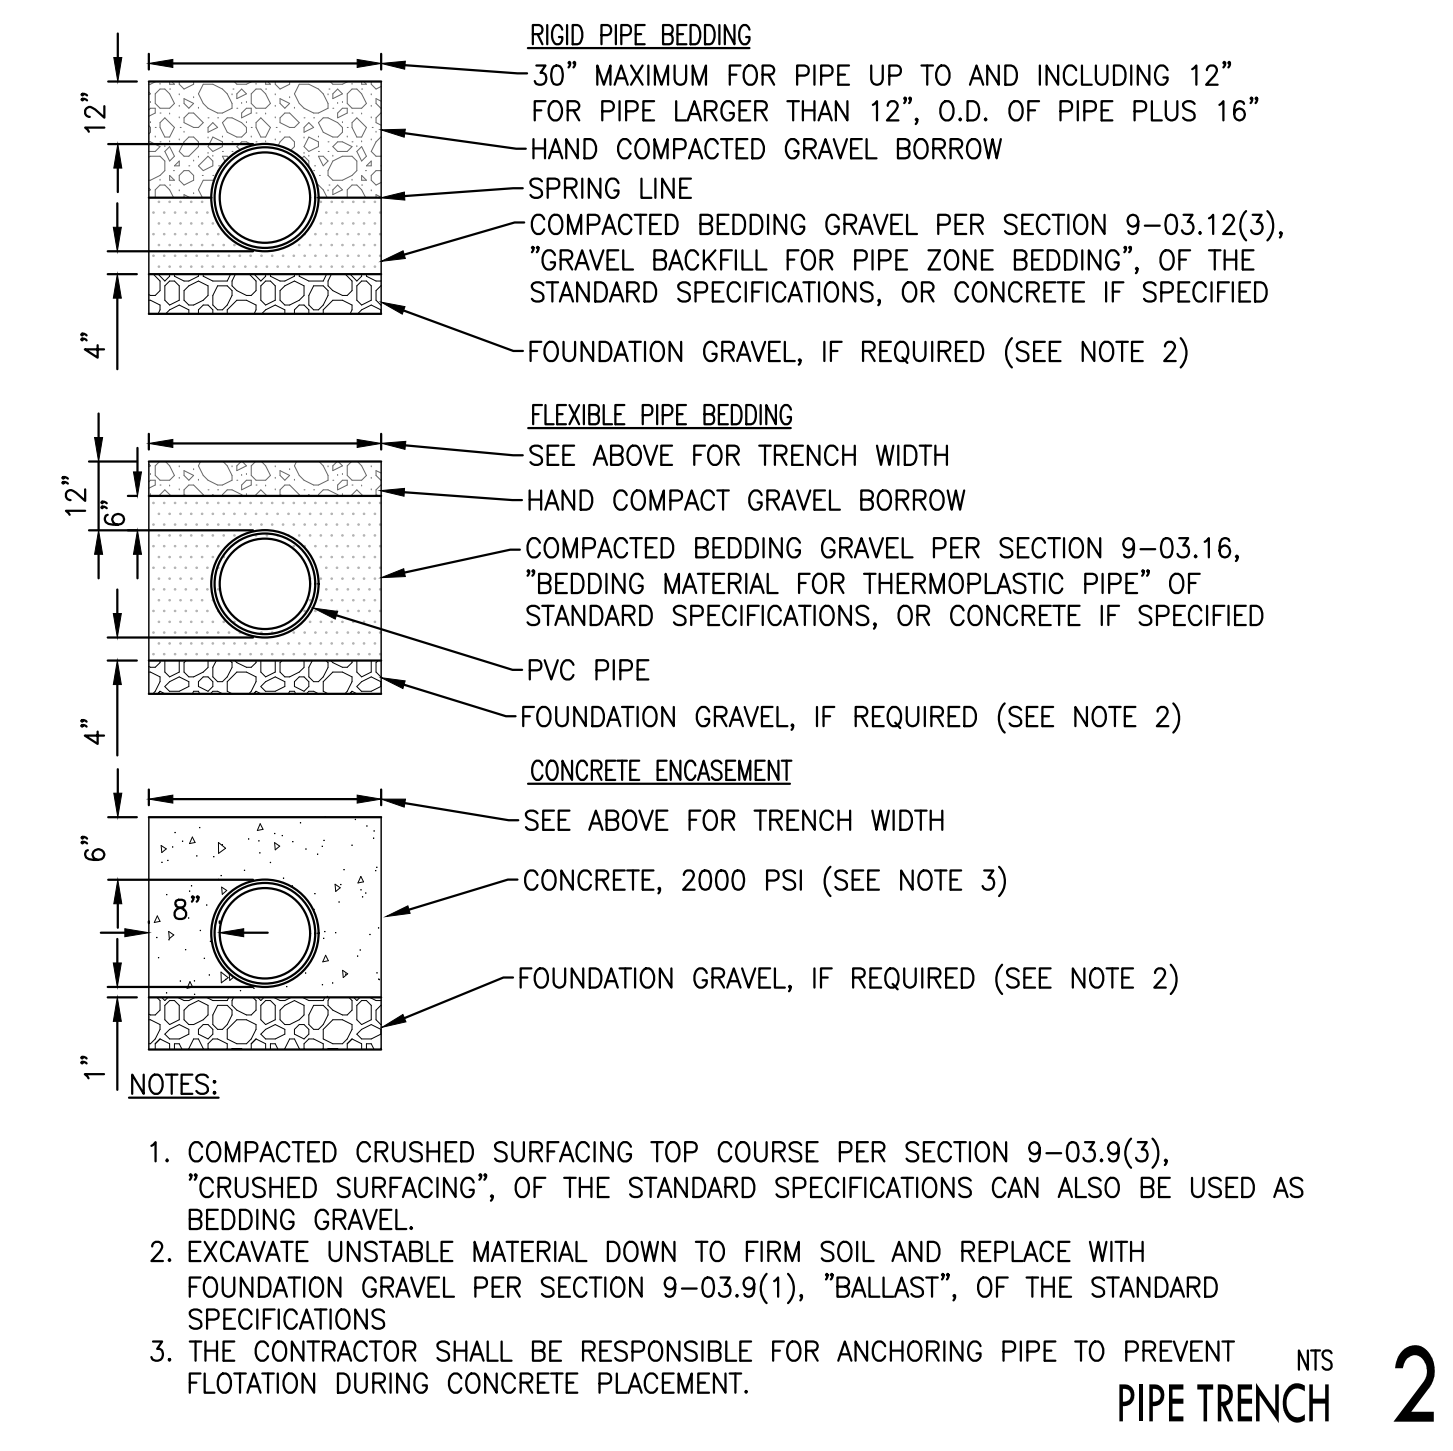 RIGID PIPE BEDDING
30" MAXIMUM FOR PIPE UP TO AND INCLUDING 12"
FOR PIPE LARGER THAN 12", O.D. OF PIPE PLUS 16"
12"
HAND COMPACTED GRAVEL BORROW
SPRING LINE
COMPACTED BEDDING GRAVEL PER SECTION 9-03.12(3),
"GRAVEL BACKFILL FOR PIPE ZONE BEDDING", OF THE
STANDARD SPECIFICATIONS, OR CONCRETE IF SPECIFIED
4"
FOUNDATION GRAVEL, IF REQUIRED (SEE NOTE 2)
FLEXIBLE PIPE BEDDING
SEE ABOVE FOR TRENCH WIDTH
12"
6"
HAND COMPACT GRAVEL BORROW
COMPACTED BEDDING GRAVEL PER SECTION 9-03.16,
"BEDDING MATERIAL FOR THERMOPLASTIC PIPE" OF
STANDARD SPECIFICATIONS, OR CONCRETE IF SPECIFIED
PVC PIPE
4"
FOUNDATION GRAVEL, IF REQUIRED (SEE NOTE 2)
CONCRETE ENCASEMENT
SEE ABOVE FOR TRENCH WIDTH
6"
CONCRETE, 2000 PSI (SEE NOTE 3)
8"
FOUNDATION GRAVEL, IF REQUIRED (SEE NOTE 2)
1"
NOTES:
1. COMPACTED CRUSHED SURFACING TOP COURSE PER SECTION 9-03.9(3),
"CRUSHED SURFACING", OF THE STANDARD SPECIFICATIONS CAN ALSO BE USED AS
BEDDING GRAVEL.
2. EXCAVATE UNSTABLE MATERIAL DOWN TO FIRM SOIL AND REPLACE WITH
FOUNDATION GRAVEL PER SECTION 9-03.9(1), "BALLAST", OF THE STANDARD
SPECIFICATIONS
3. THE CONTRACTOR SHALL BE RESPONSIBLE FOR ANCHORING PIPE TO PREVENT
FLOTATION DURING CONCRETE PLACEMENT.
NTS
PIPE TRENCH
2